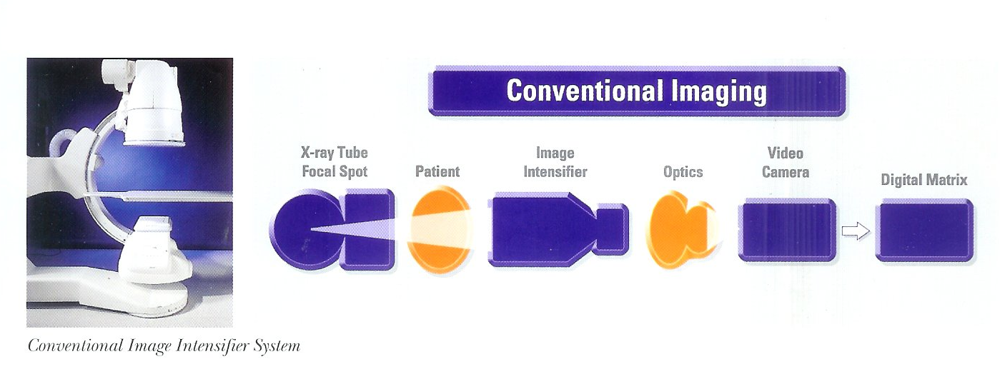 Conventional Imaging
X-ray Tube
Focal Spot
Patient
Image
Intensifier
Optics
Video
Camera
Digital Matrix
Conventional Image Intensifier System